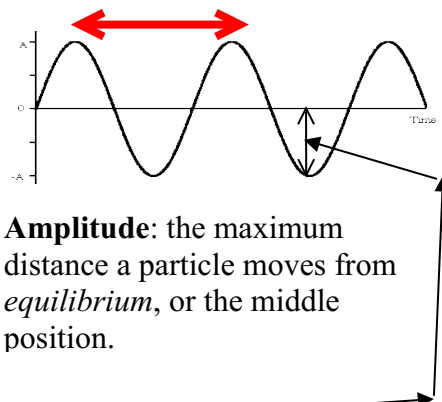 A
0
Time
-A
Amplitude: the maximum
distance a particle moves from
equilibrium, or the middle
position.